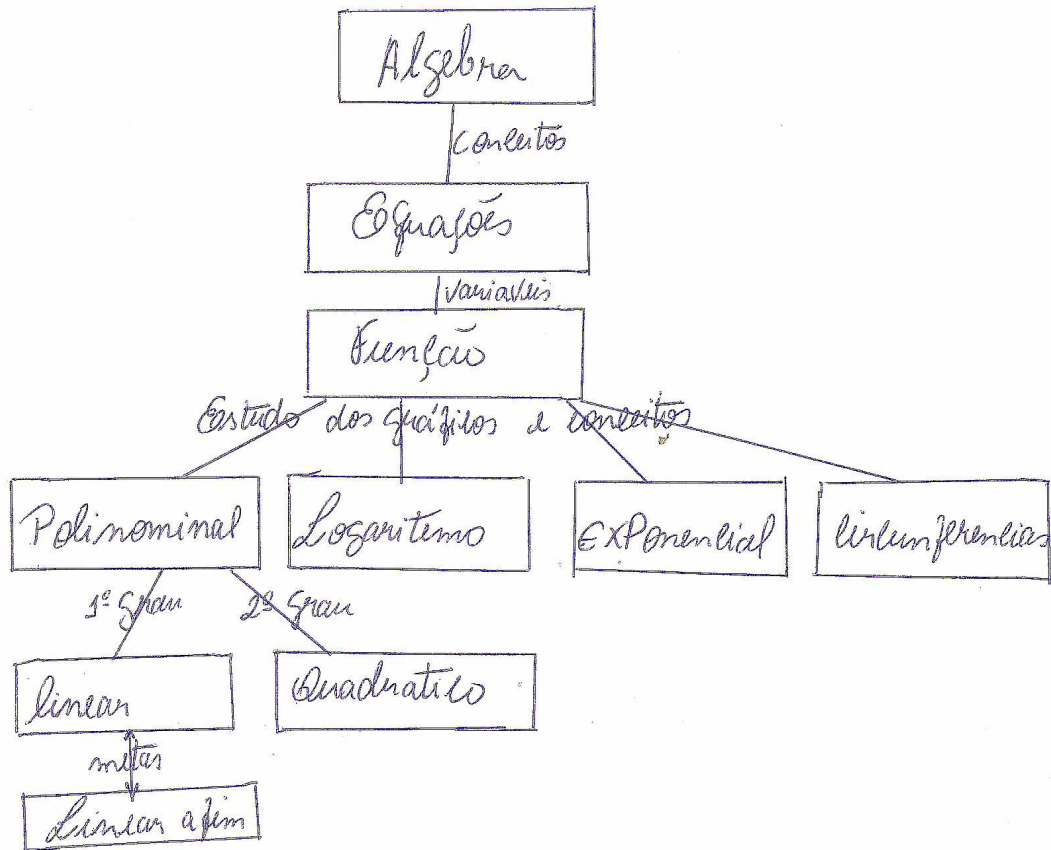 Algebra
conceitos
Equações
variaveis
Função
Estudo dos gráficos e conceitos
Polinominal
Logaritemo
Exponencial
Circunferencias
1º Grau
2º Grau
linear
Quadratico
retas
Linear afim